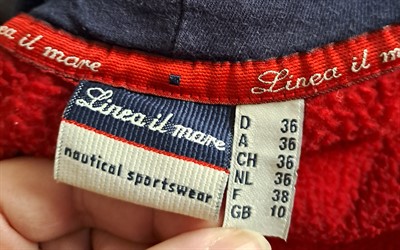 Linea il mare
Linea il mare
Linea il mare
nautical sportswear
D 36
A 36
CH 36
NL 36
F 38
GB 10